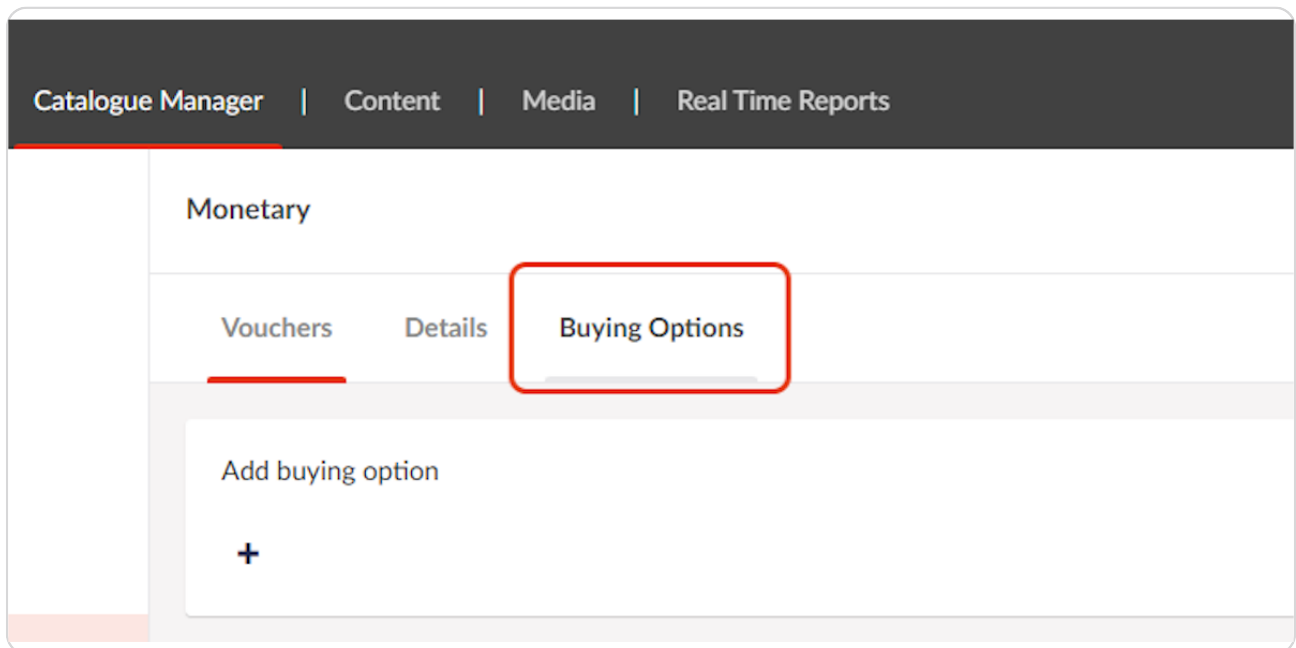 Catalogue Manager | Content | Media | Real Time Reports
Monetary
Vouchers Details Buying Options
Add buying option
+